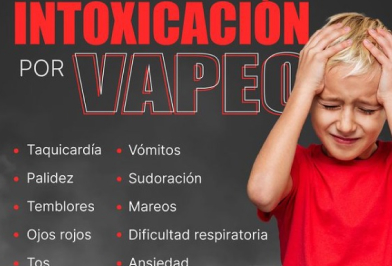 INTOXICACIÓN
POR VAPEO
• Taquicardía
• Palidez
• Temblores
• Ojos rojos
• Tos
• Vómitos
• Sudoración
• Mareos
• Dificultad respiratoria
• Ansiedad